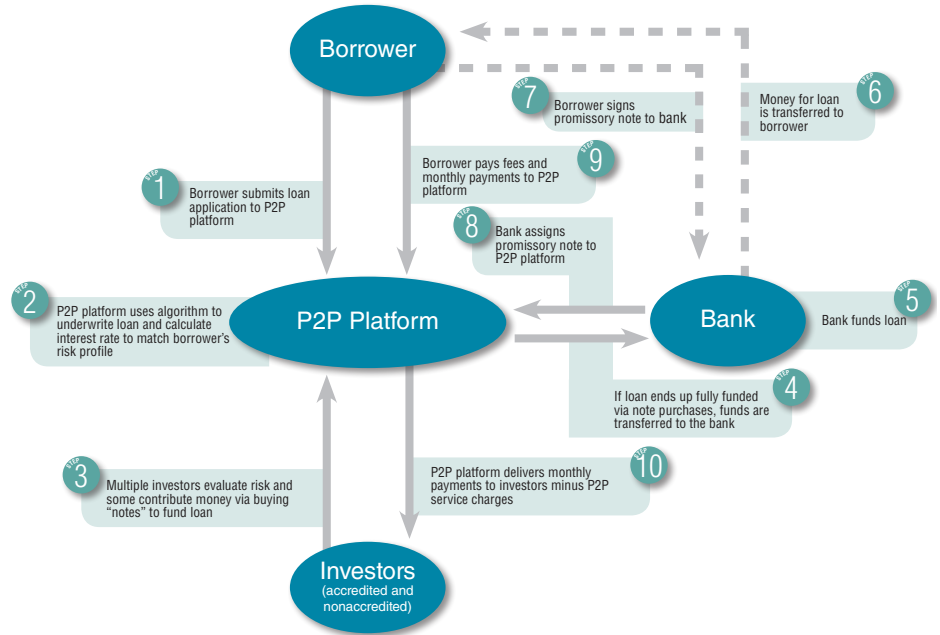 Borrower
STEP
1
Borrower submits loan
application to P2P
platform
STEP
2
P2P platform uses algorithm to
underwrite loan and calculate
interest rate to match borrower's
risk profile
STEP
3
Multiple investors evaluate risk and
some contribute money via buying
“notes” to fund loan
STEP
4
If loan ends up fully funded
via note purchases, funds are
transferred to the bank
STEP
5
Bank funds loan
STEP
6
Money for loan
is transferred to
borrower
STEP
7
Borrower signs
promissory note to bank
STEP
8
Bank assigns
promissory note to
P2P platform
STEP
9
Borrower pays fees and
monthly payments to P2P
platform
STEP
10
P2P platform delivers monthly
payments to investors minus P2P
service charges
P2P Platform
Bank
Investors
(accredited and
nonaccredited)